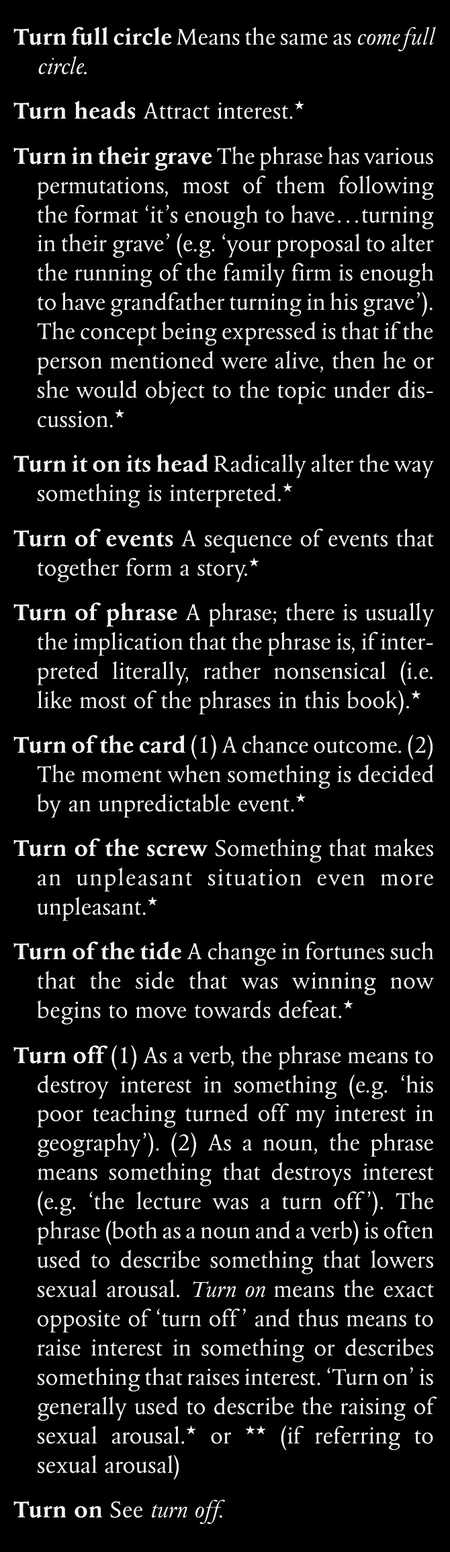 Turn full circle Means the same as come full
circle.
Turn heads Attract interest.★
Turn in their grave The phrase has various
permutations, most of them following
the format ‘it’s enough to have…turning
in their grave’ (e.g. ‘your proposal to alter
the running of the family firm is enough
to have grandfather turning in his grave’).
The concept being expressed is that if the
person mentioned were alive, then he or
she would object to the topic under dis-
cussion.★
Turn it on its head Radically alter the way
something is interpreted.★
Turn of events A sequence of events that
together form a story.★
Turn of phrase A phrase; there is usually
the implication that the phrase is, if inter-
preted literally, rather nonsensical (i.e.
like most of the phrases in this book).★
Turn of the card (1) A chance outcome. (2)
The moment when something is decided
by an unpredictable event.★
Turn of the screw Something that makes
an unpleasant situation even more
unpleasant.★
Turn of the tide A change in fortunes such
that the side that was winning now
begins to move towards defeat.★
Turn off (1) As a verb, the phrase means to
destroy interest in something (e.g. ‘his
poor teaching turned off my interest in
geography’). (2) As a noun, the phrase
means something that destroys interest
(e.g. ‘the lecture was a turn off’). The
phrase (both as a noun and a verb) is often
used to describe something that lowers
sexual arousal. Turn on means the exact
opposite of ‘turn off’ and thus means to
raise interest in something or describes
something that raises interest. ‘Turn on’ is
generally used to describe the raising of
sexual arousal.★ or ★★ (if referring to
sexual arousal)
Turn on See turn off.